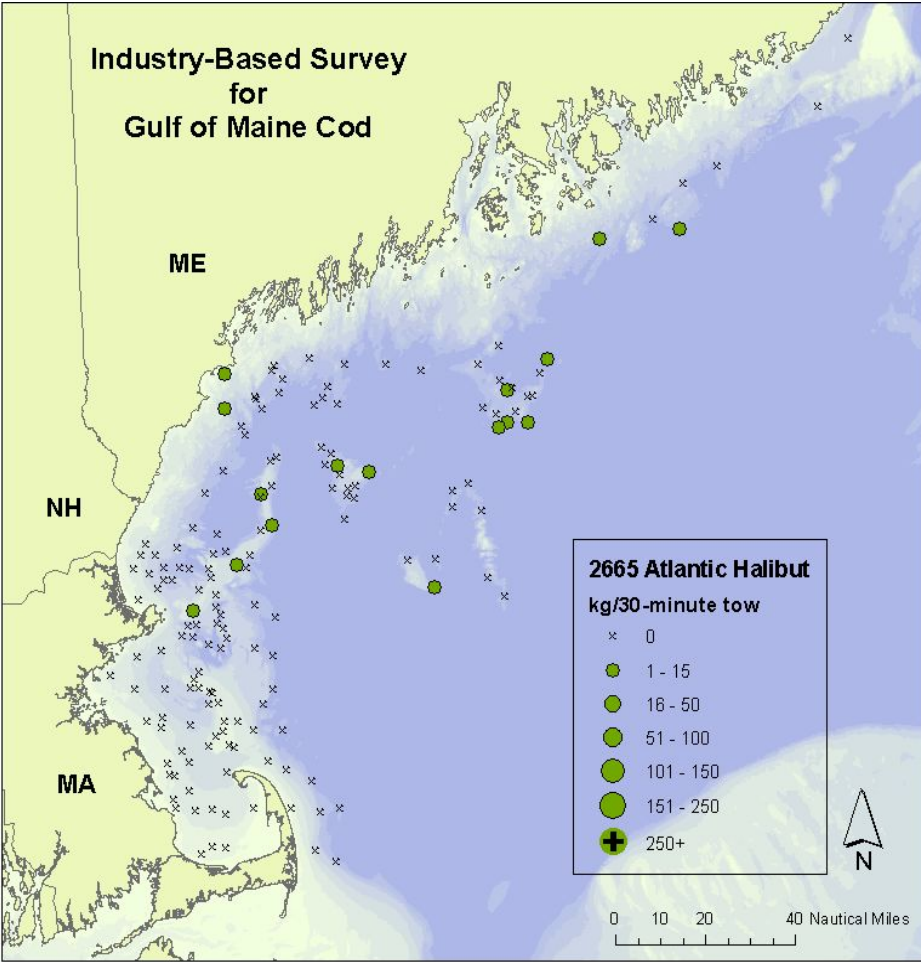 Industry-Based Survey
for
Gulf of Maine Cod
ME
NH
MA
2665 Atlantic Halibut
kg/30-minute tow
0
1 - 15
16 - 50
51 - 100
101 - 150
151 - 250
250+
N
0 10 20 40 Nautical Miles